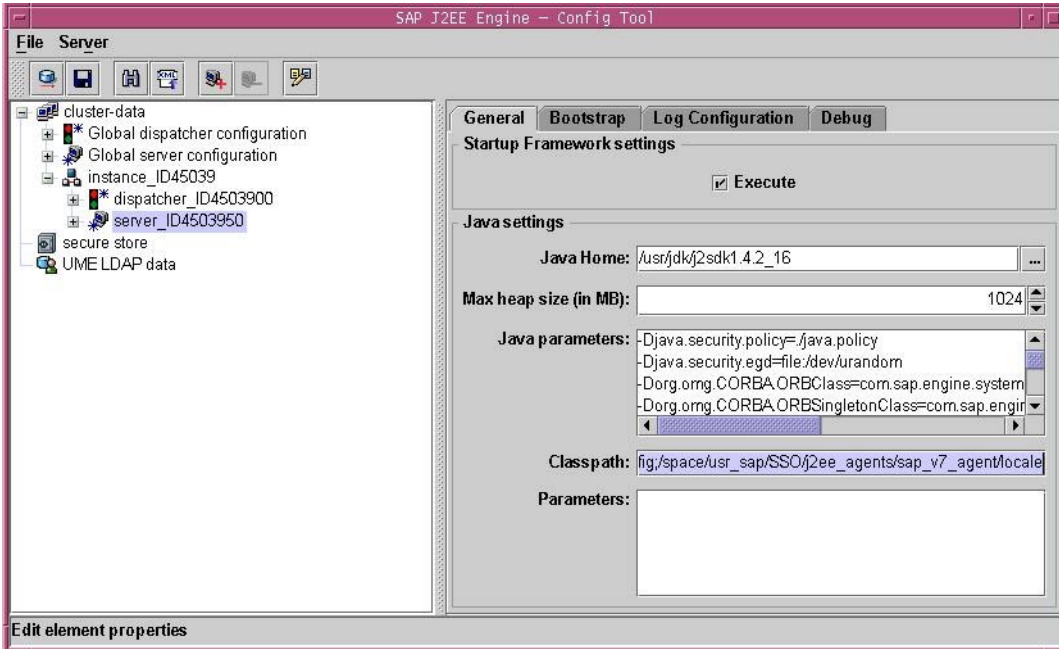 SAP J2EE Engine – Config Tool
File Server
cluster-data
Global dispatcher configuration
Global server configuration
instance_ID45039
dispatcher_ID4503900
server_ID4503950
secure store
UME LDAP data
General Bootstrap Log Configuration Debug
Startup Framework settings
Execute
Java settings
Java Home: /usr/jdk/j2sdk1.4.2_16 ...
Max heap size (in MB): 1024
Java parameters: -Djava.security.policy=./java.policy
-Djava.security.egd=file:/dev/urandom
-Dorg.omg.CORBA.ORBClass=com.sap.engine.system
-Dorg.omg.CORBA.ORBSingletonClass=com.sap.engin
Classpath: fig;/space/usr_sap/SSO/j2ee_agents/sap_v7_agent/locale
Parameters:
Edit element properties